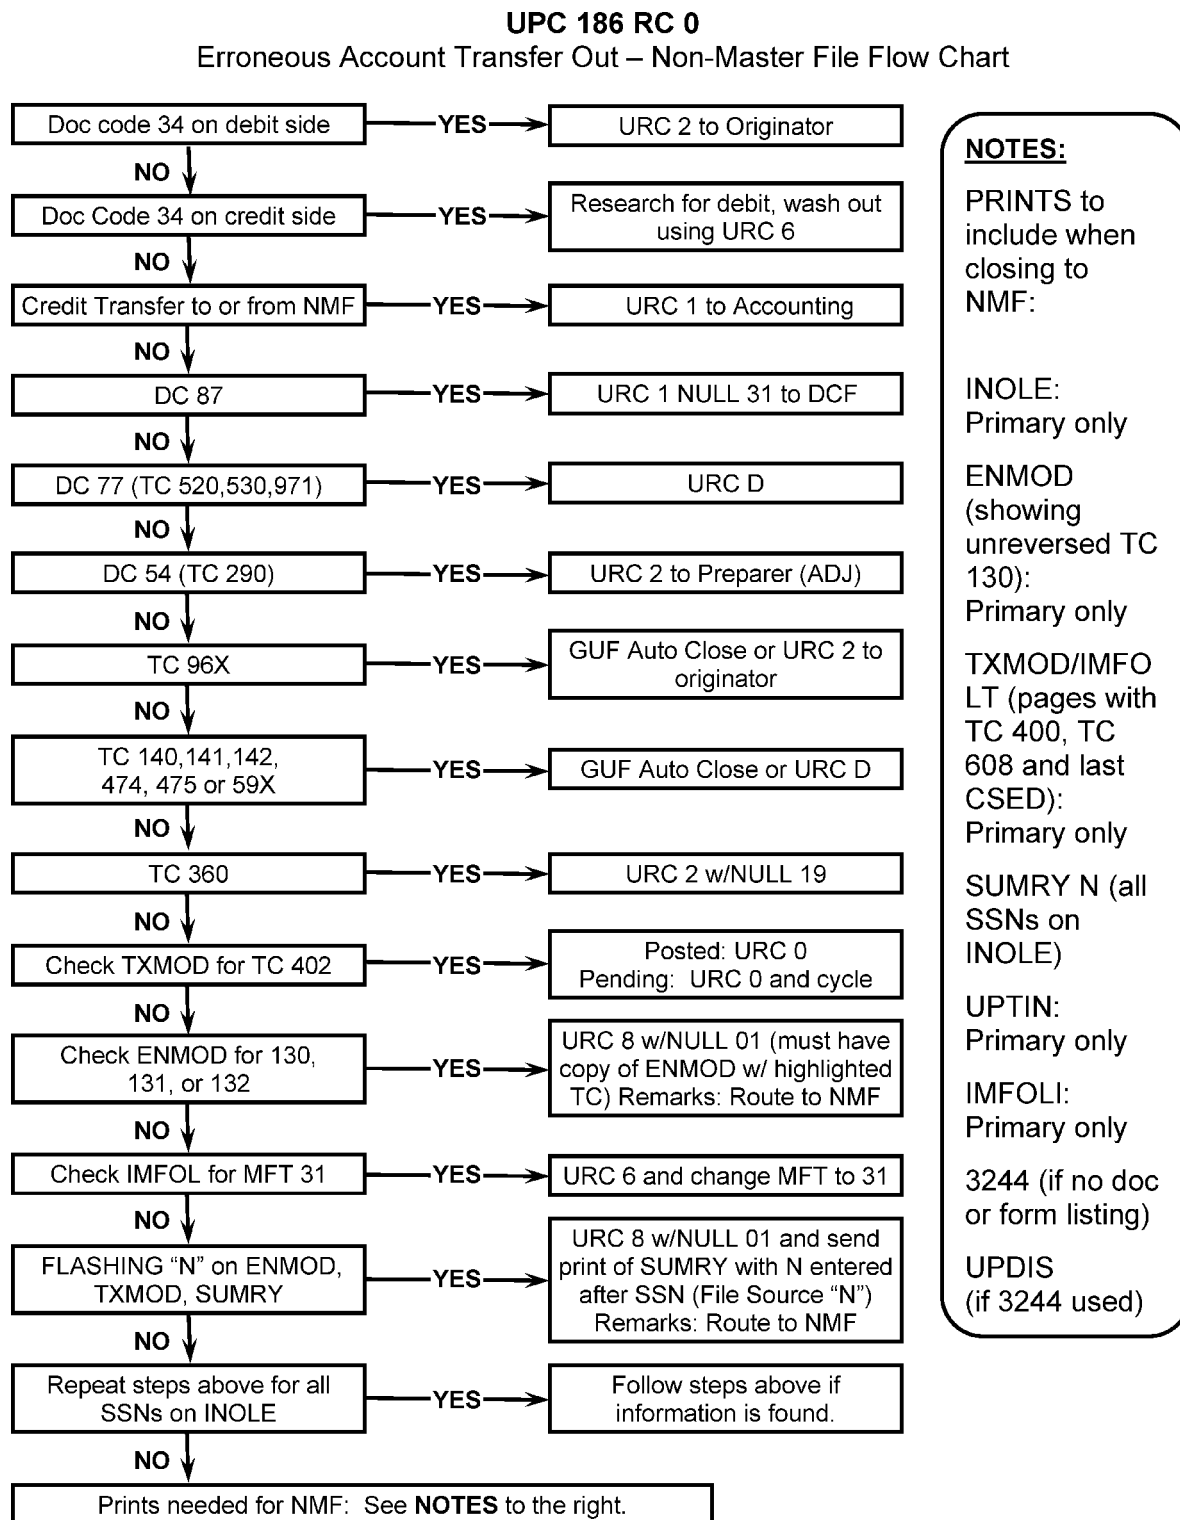 UPC 186 RC 0
Erroneous Account Transfer Out – Non-Master File Flow Chart
Doc code 34 on debit side
YES
URC 2 to Originator
NO
Doc Code 34 on credit side
YES
Research for debit, wash out
using URC 6
NO
Credit Transfer to or from NMF
YES
URC 1 to Accounting
NO
DC 87
YES
URC 1 NULL 31 to DCF
NO
DC 77 (TC 520,530,971)
YES
URC D
NO
DC 54 (TC 290)
YES
URC 2 to Preparer (ADJ)
NO
TC 96X
YES
GUF Auto Close or URC 2 to
originator
NO
TC 140,141,142,
474, 475 or 59X
YES
GUF Auto Close or URC D
NO
TC 360
YES
URC 2 w/NULL 19
NO
Check TXMOD for TC 402
YES
Posted: URC 0
Pending: URC 0 and cycle
NO
Check ENMOD for 130,
131, or 132
YES
URC 8 w/NULL 01 (must have
copy of ENMOD w/ highlighted
TC) Remarks: Route to NMF
NO
Check IMFOL for MFT 31
YES
URC 6 and change MFT to 31
NO
FLASHING “N” on ENMOD,
TXMOD, SUMRY
YES
URC 8 w/NULL 01 and send
print of SUMRY with N entered
after SSN (File Source “N”)
Remarks: Route to NMF
NO
Repeat steps above for all
SSNs on INOLE
YES
Follow steps above if
information is found.
NO
Prints needed for NMF: See NOTES to the right.
NOTES:
PRINTS to
include when
closing to
NMF:
INOLE:
Primary only
ENMOD
(showing
unreversed TC
130):
Primary only
TXMOD/IMFO
LT (pages with
TC 400, TC
608 and last
CSED):
Primary only
SUMRY N (all
SSNs on
INOLE)
UPTIN:
Primary only
IMFOLI:
Primary only
3244 (if no doc
or form listing)
UPDIS
(if 3244 used)